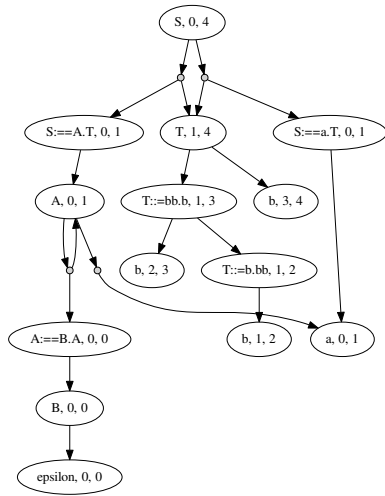 S, 0, 4
S:==A.T, 0, 1
T, 1, 4
S:==a.T, 0, 1
A, 0, 1
T::=bb.b, 1, 3
b, 3, 4
b, 2, 3
T::=b.bb, 1, 2
A:==B.A, 0, 0
b, 1, 2
a, 0, 1
B, 0, 0
epsilon, 0, 0